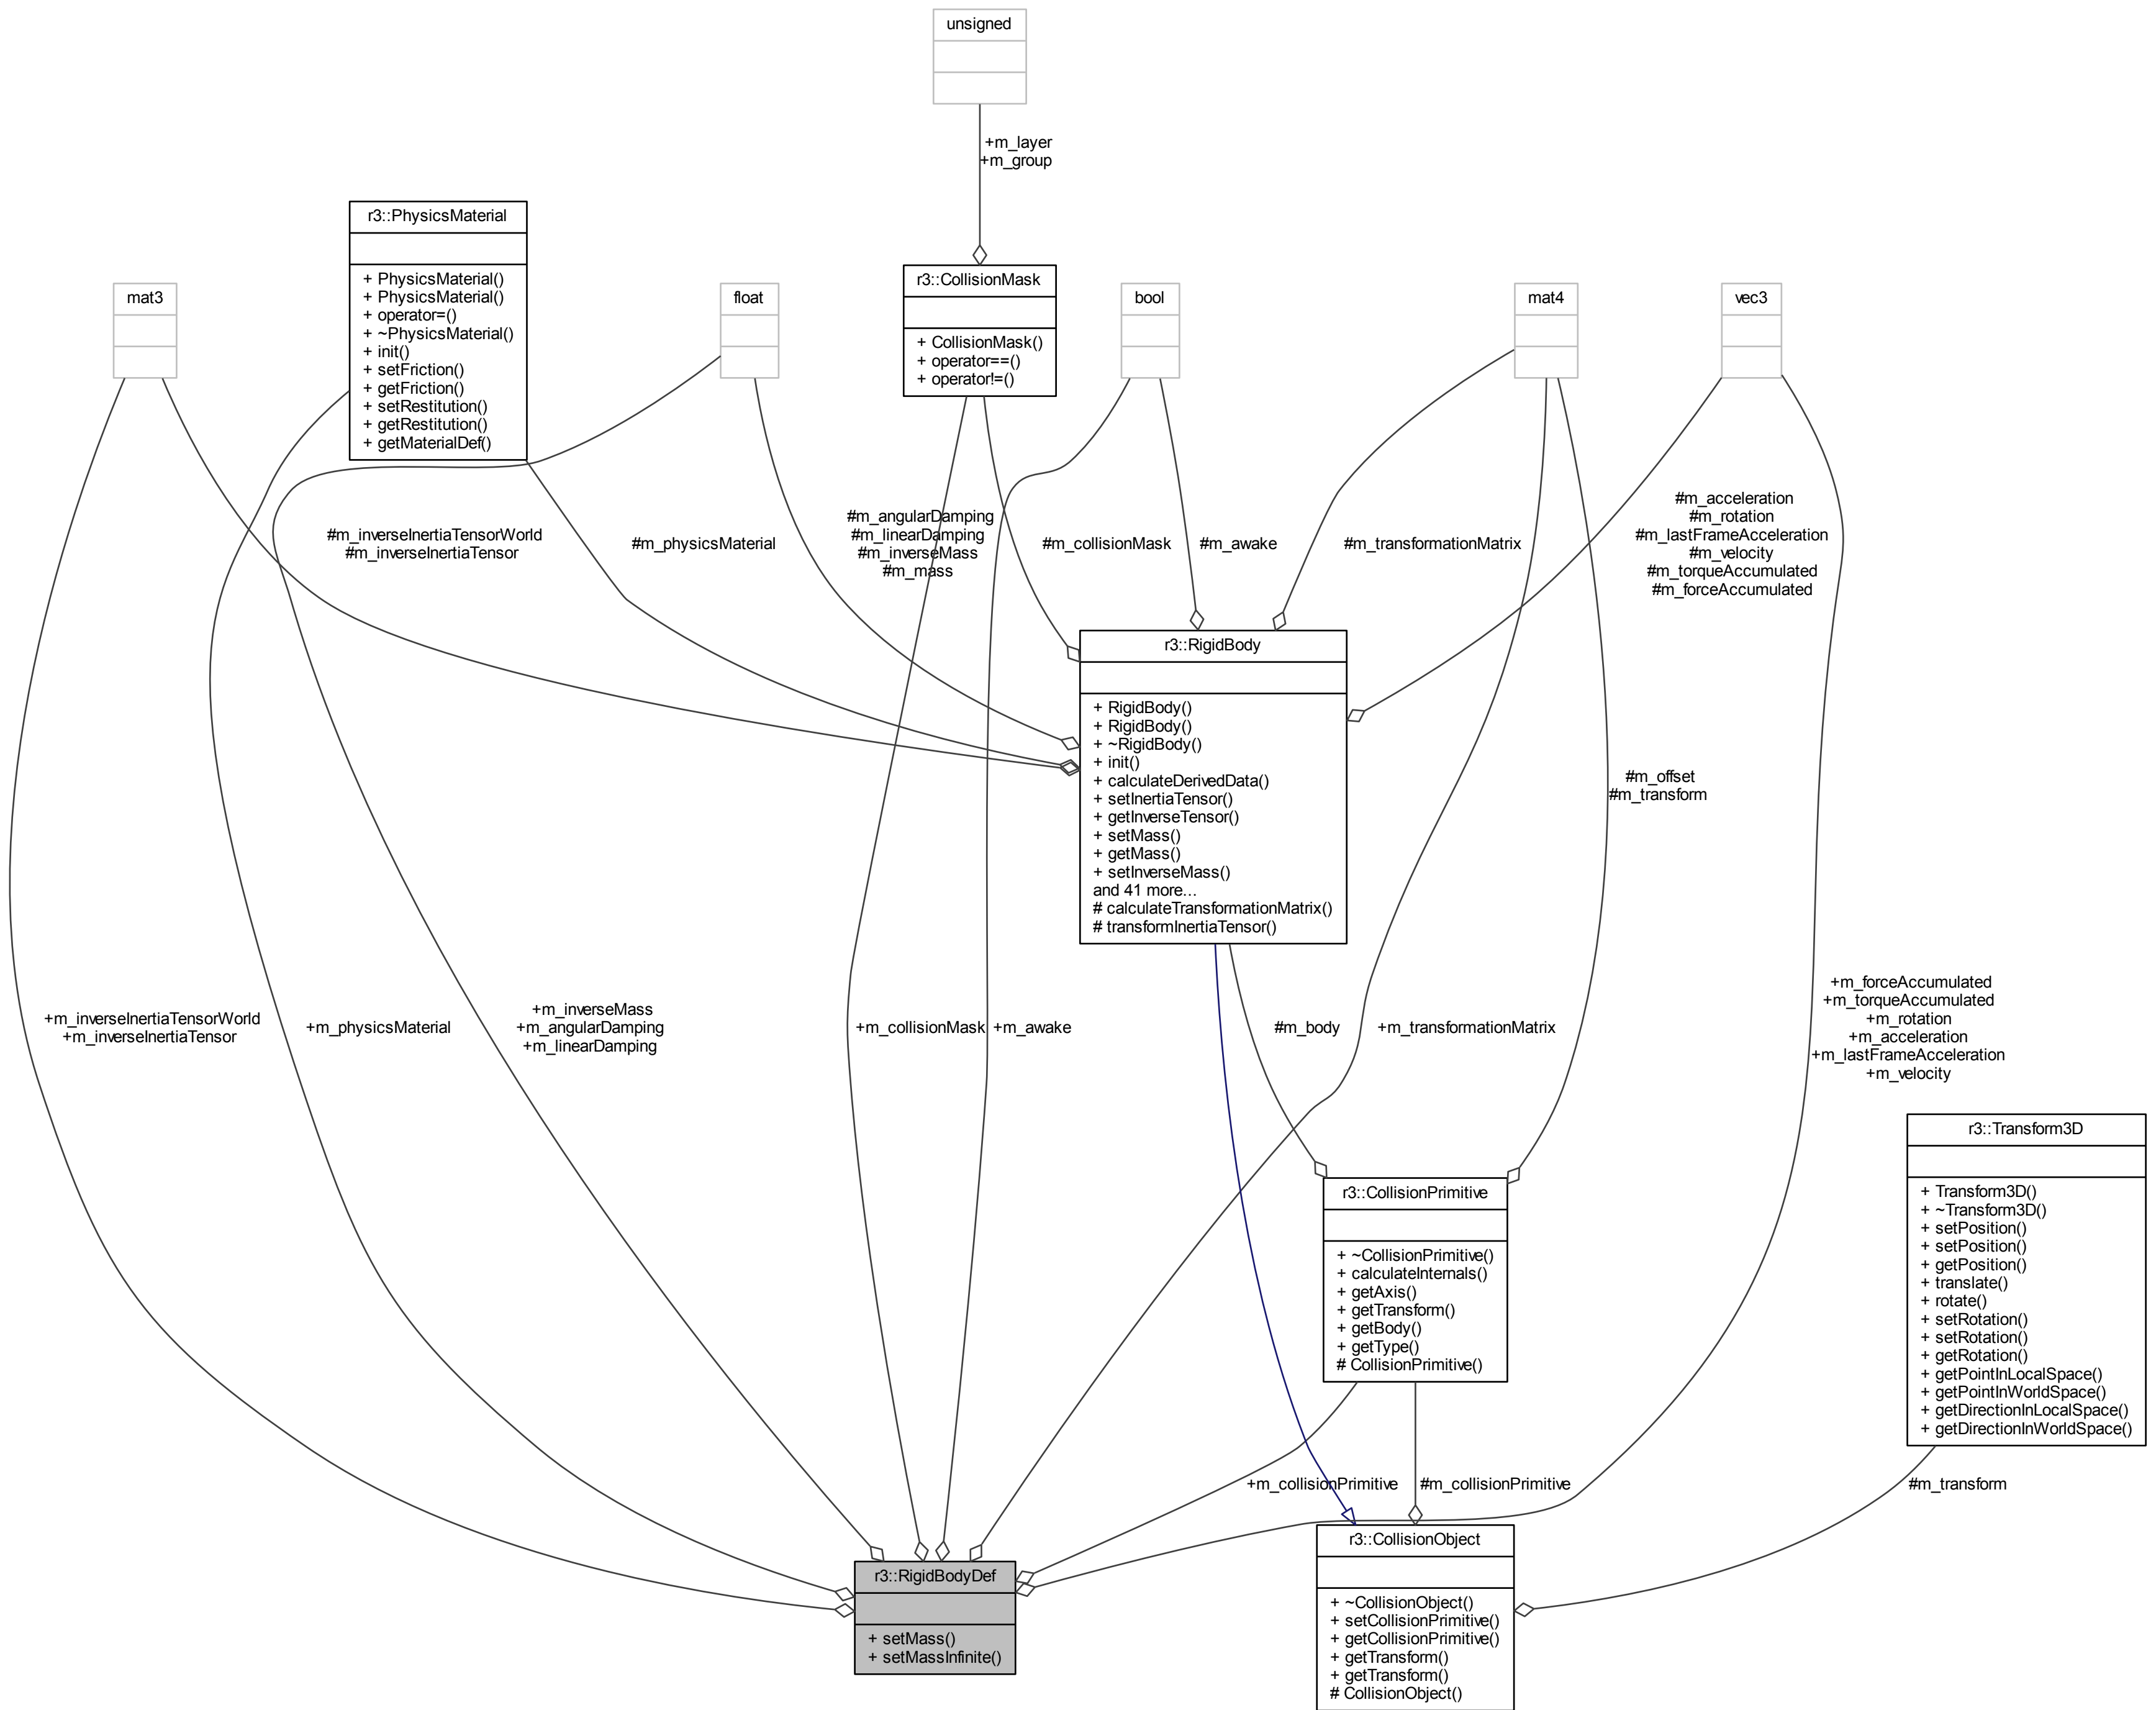 unsigned
+m_layer
+m_group
r3::PhysicsMaterial
+ PhysicsMaterial()
+ PhysicsMaterial()
+ operator=()
+ ~PhysicsMaterial()
+ init()
+ setFriction()
+ getFriction()
+ setRestitution()
+ getRestitution()
+ getMaterialDef()
r3::CollisionMask
+ CollisionMask()
+ operator==()
+ operator!=()
mat3
float
bool
mat4
vec3
#m_inverseInertiaTensorWorld
#m_inverseInertiaTensor
#m_physicsMaterial
#m_angularDamping
#m_linearDamping
#m_inverseMass
#m_mass
#m_collisionMask
#m_awake
#m_transformationMatrix
#m_acceleration
#m_rotation
#m_lastFrameAcceleration
#m_velocity
#m_torqueAccumulated
#m_forceAccumulated
r3::RigidBody
+ RigidBody()
+ RigidBody()
+ ~RigidBody()
+ init()
+ calculateDerivedData()
+ setInertiaTensor()
+ getInverseTensor()
+ setMass()
+ getMass()
+ setInverseMass()
and 41 more...
# calculateTransformationMatrix()
# transformInertiaTensor()
#m_offset
#m_transform
+m_inverseInertiaTensorWorld
+m_inverseInertiaTensor
+m_physicsMaterial
+m_inverseMass
+m_angularDamping
+m_linearDamping
+m_collisionMask
+m_awake
#m_body
+m_transformationMatrix
+m_forceAccumulated
+m_torqueAccumulated
+m_rotation
+m_acceleration
+m_lastFrameAcceleration
+m_velocity
r3::CollisionPrimitive
+ ~CollisionPrimitive()
+ calculateInternals()
+ getAxis()
+ getTransform()
+ getBody()
+ getType()
# CollisionPrimitive()
r3::Transform3D
+ Transform3D()
+ ~Transform3D()
+ setPosition()
+ setPosition()
+ getPosition()
+ translate()
+ rotate()
+ setRotation()
+ setRotation()
+ getRotation()
+ getPointInLocalSpace()
+ getPointInWorldSpace()
+ getDirectionInLocalSpace()
+ getDirectionInWorldSpace()
+m_collisionPrimitive
#m_collisionPrimitive
#m_transform
r3::RigidBodyDef
+ setMass()
+ setMassInfinite()
r3::CollisionObject
+ ~CollisionObject()
+ setCollisionPrimitive()
+ getCollisionPrimitive()
+ getTransform()
+ getTransform()
# CollisionObject()